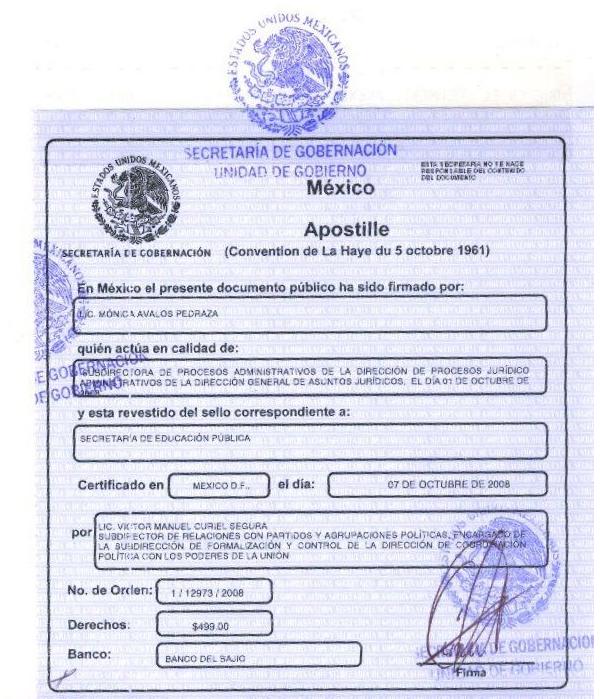 ESTADOS UNIDOS MEXICANOS
SECRETARÍA DE GOBERNACIÓN
UNIDAD DE GOBIERNO
ESTA SECRETARIA NO SE HACE
RESPONSABLE DEL CONTENIDO
DEL DOCUMENTO
ESTADOS UNIDOS MEXICANOS
México
Apostille
SECRETARÍA DE GOBERNACIÓN (Convention de La Haye du 5 octobre 1961)
En México el presente documento público ha sido firmado por:
LIC. MÓNICA AVALOS PEDRAZA
quién actúa en calidad de:
SUBDIRECTORA DE PROCESOS ADMINISTRATIVOS DE LA DIRECCIÓN DE PROCESOS JURÍDICO
ADMINISTRATIVOS DE LA DIRECCIÓN GENERAL DE ASUNTOS JURÍDICOS, EL DÍA 01 DE OCTUBRE DE
y esta revestido del sello correspondiente a:
SECRETARÍA DE EDUCACIÓN PÚBLICA
Certificado en MEXICO D.F., el día: 07 DE OCTUBRE DE 2008
por LIC. VICTOR MANUEL CURIEL SEGURA
SUBDIRECTOR DE RELACIONES CON PARTIDOS Y AGRUPACIONES POLÍTICAS, ENCARGADO DE
LA SUBDIRECCIÓN DE FORMALIZACIÓN Y CONTROL DE LA DIRECCIÓN DE COORDINACIÓN
POLÍTICA CON LOS PODERES DE LA UNIÓN
No. de Orden: 1 / 12973 / 2008
Derechos: $499.00
Banco: BANCO DEL BAJIO
DE GOBERNACIÓN
DE GOBIERNO
Firma